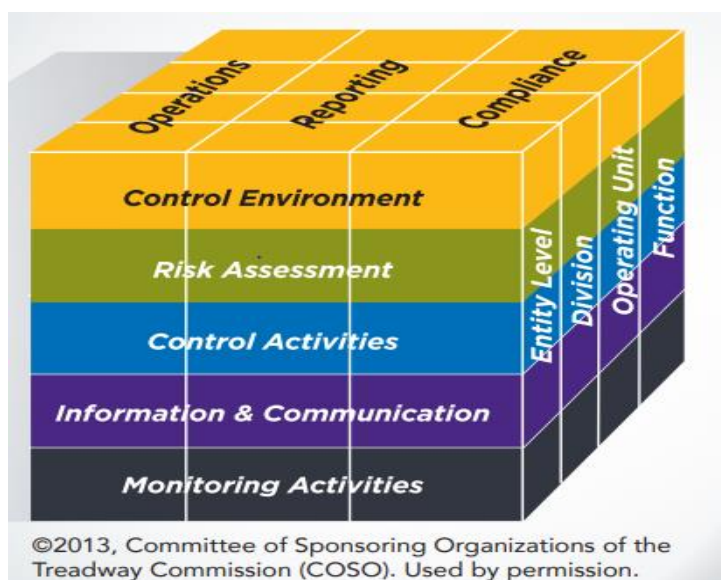 Operations
Reporting
Compliance
Control Environment
Risk Assessment
Control Activities
Information & Communication
Monitoring Activities
Entity Level
Division
Operating Unit
Function
©2013, Committee of Sponsoring Organizations of the
Treadway Commission (COSO). Used by permission.